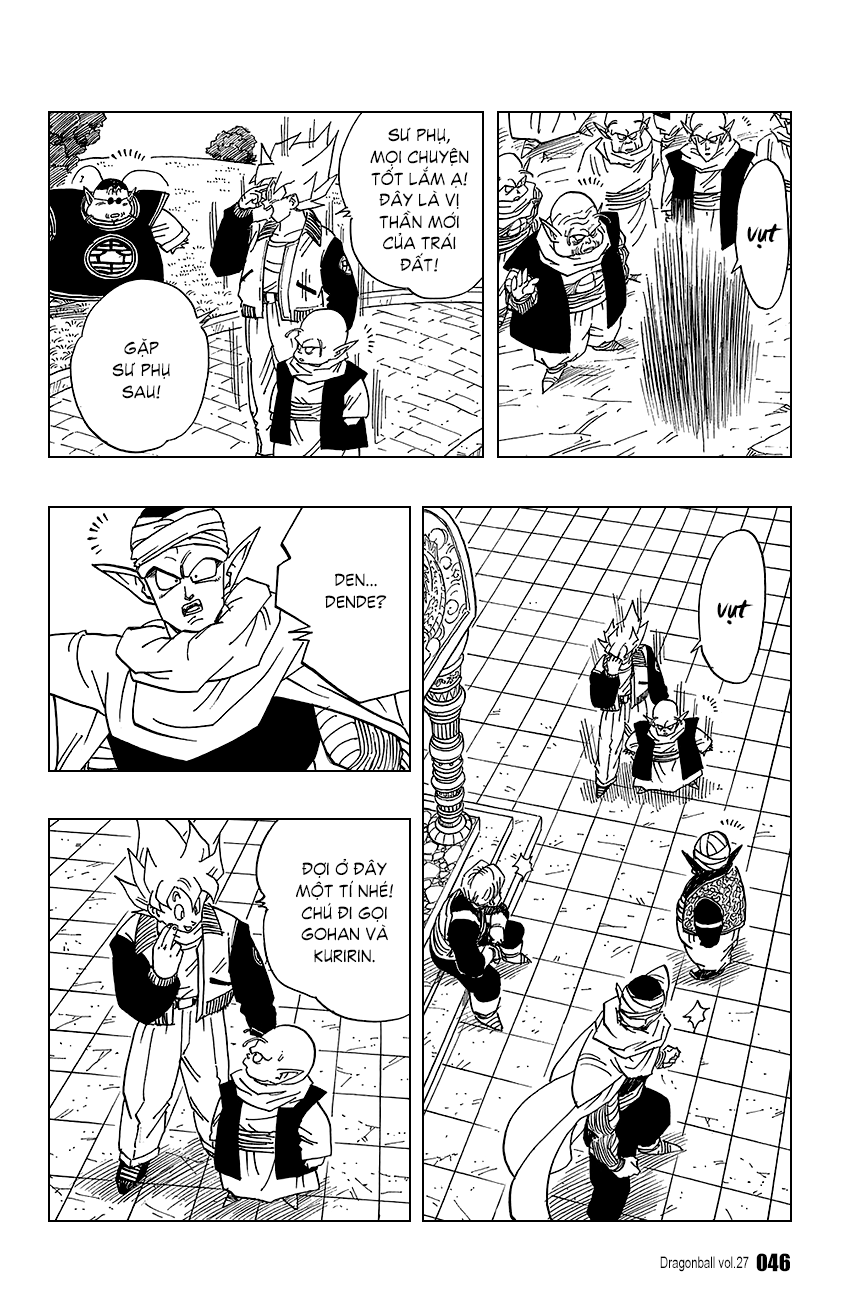 VỤT
SƯ PHỤ,
MỌI CHUYỆN
TỐT LẮM Ạ!
ĐÂY LÀ VỊ
THẦN MỚI
CỦA TRÁI
ĐẤT!
GẶP
SƯ PHỤ
SAU!
VỤT
DEN...
DENDE?
ĐỢI Ở ĐÂY
MỘT TÍ NHÉ!
CHÚ ĐI GỌI
GOHAN VÀ
KURIRIN.
Dragonball vol.27 046